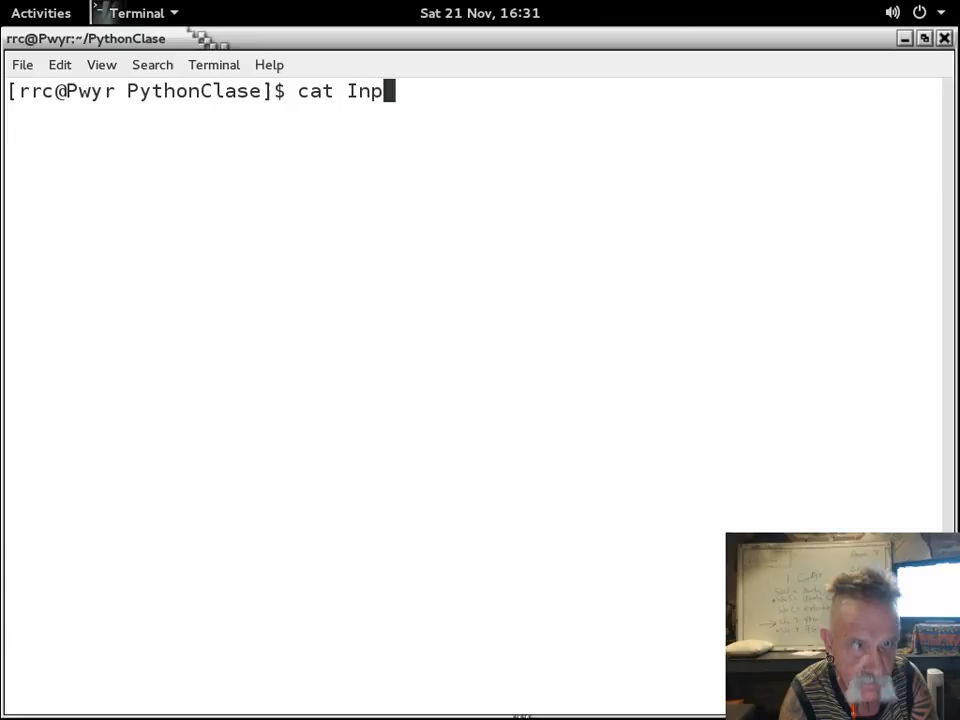 Activities Terminal Sat 21 Nov, 16:31
rrc@Pwyr:~/PythonClase
File Edit View Search Terminal Help
[rrc@Pwyr PythonClase]$ cat Inp